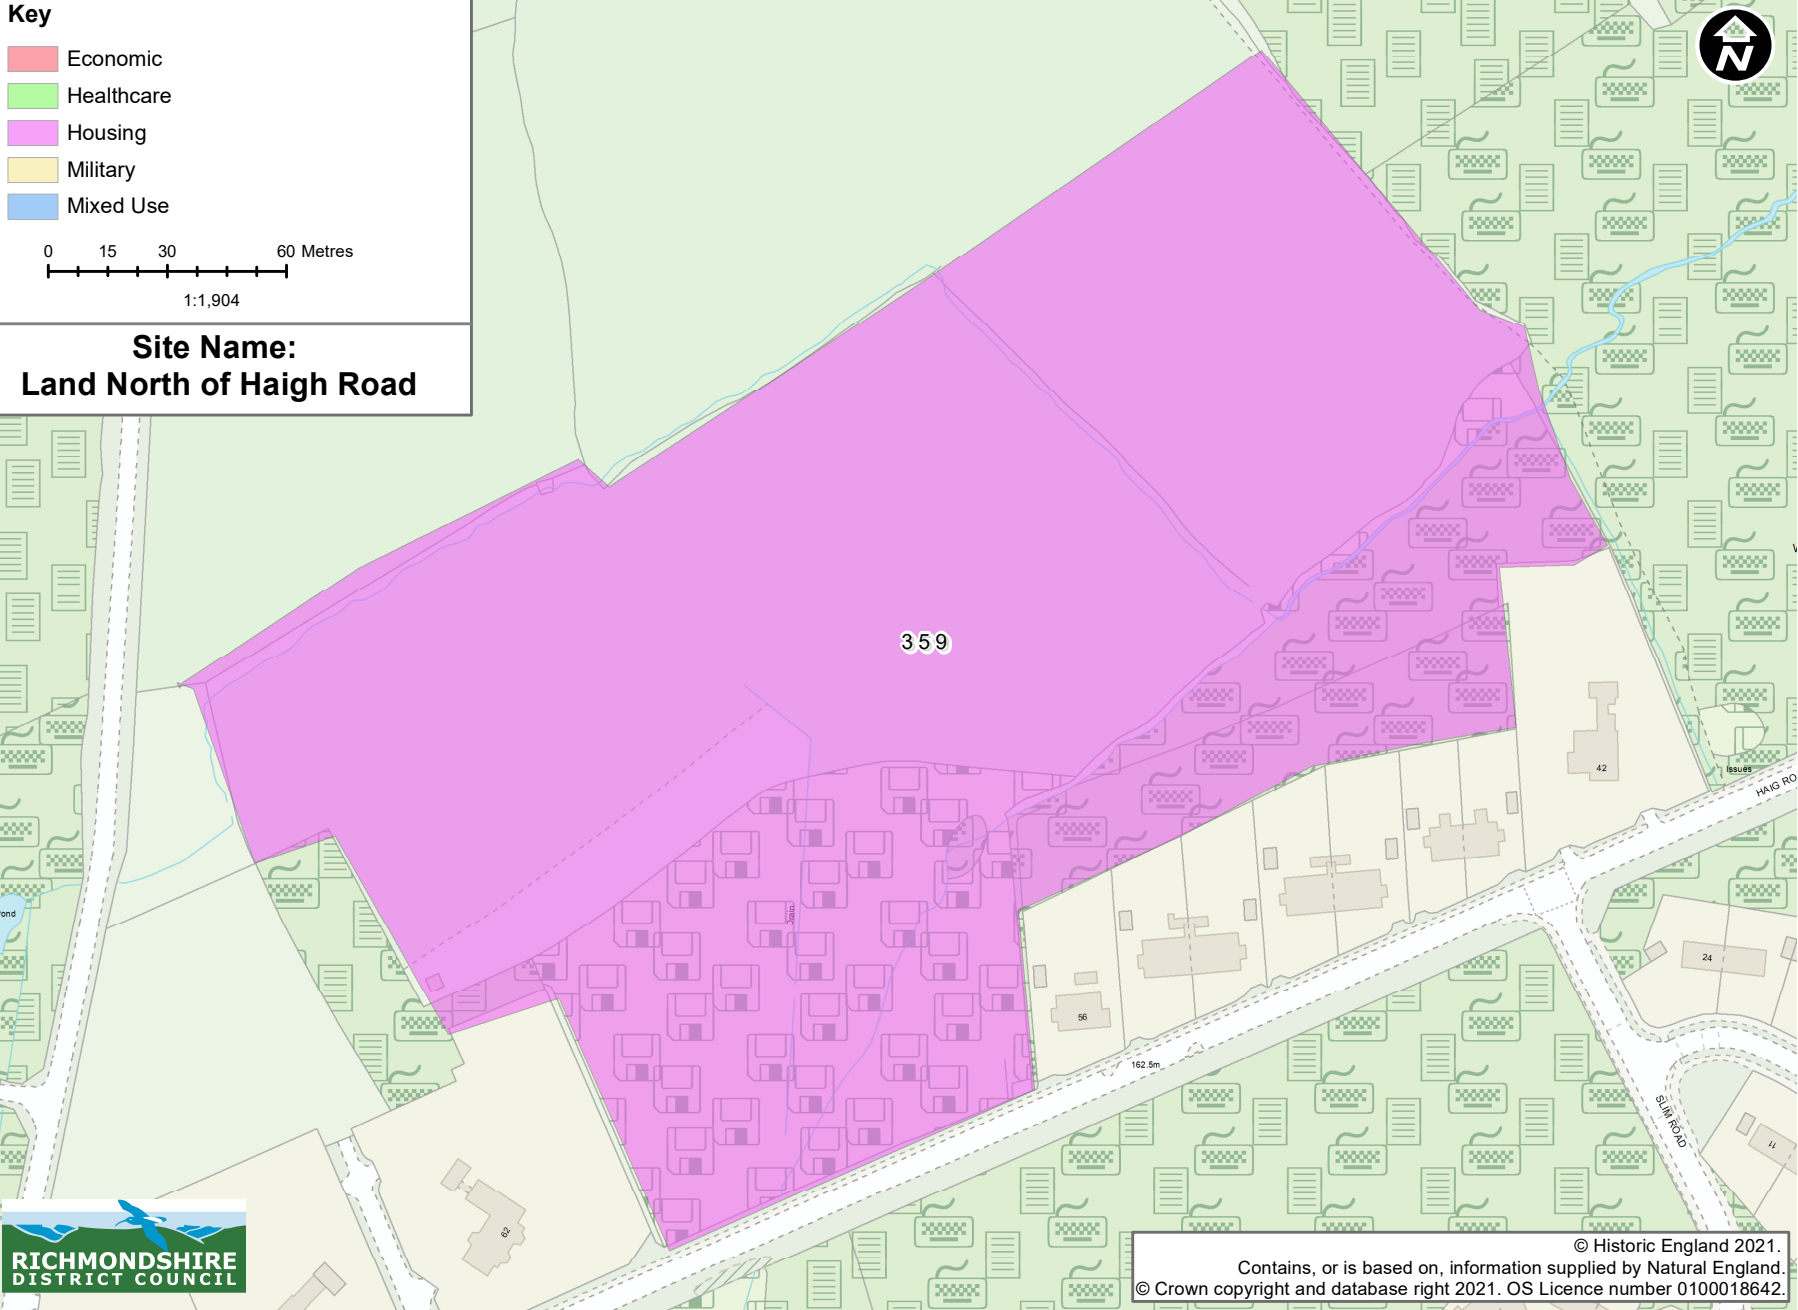 Key
Economic
Healthcare
Housing
Military
Mixed Use
0 15 30 60 Metres
1:1,904
Site Name:
Land North of Haigh Road
N
359
Drain
42
Issues
HAIG RO
24
56
162.5m
SLIM ROAD
11
62
ond
RICHMONDSHIRE
DISTRICT COUNCIL
© Historic England 2021.
Contains, or is based on, information supplied by Natural England.
© Crown copyright and database right 2021. OS Licence number 0100018642.